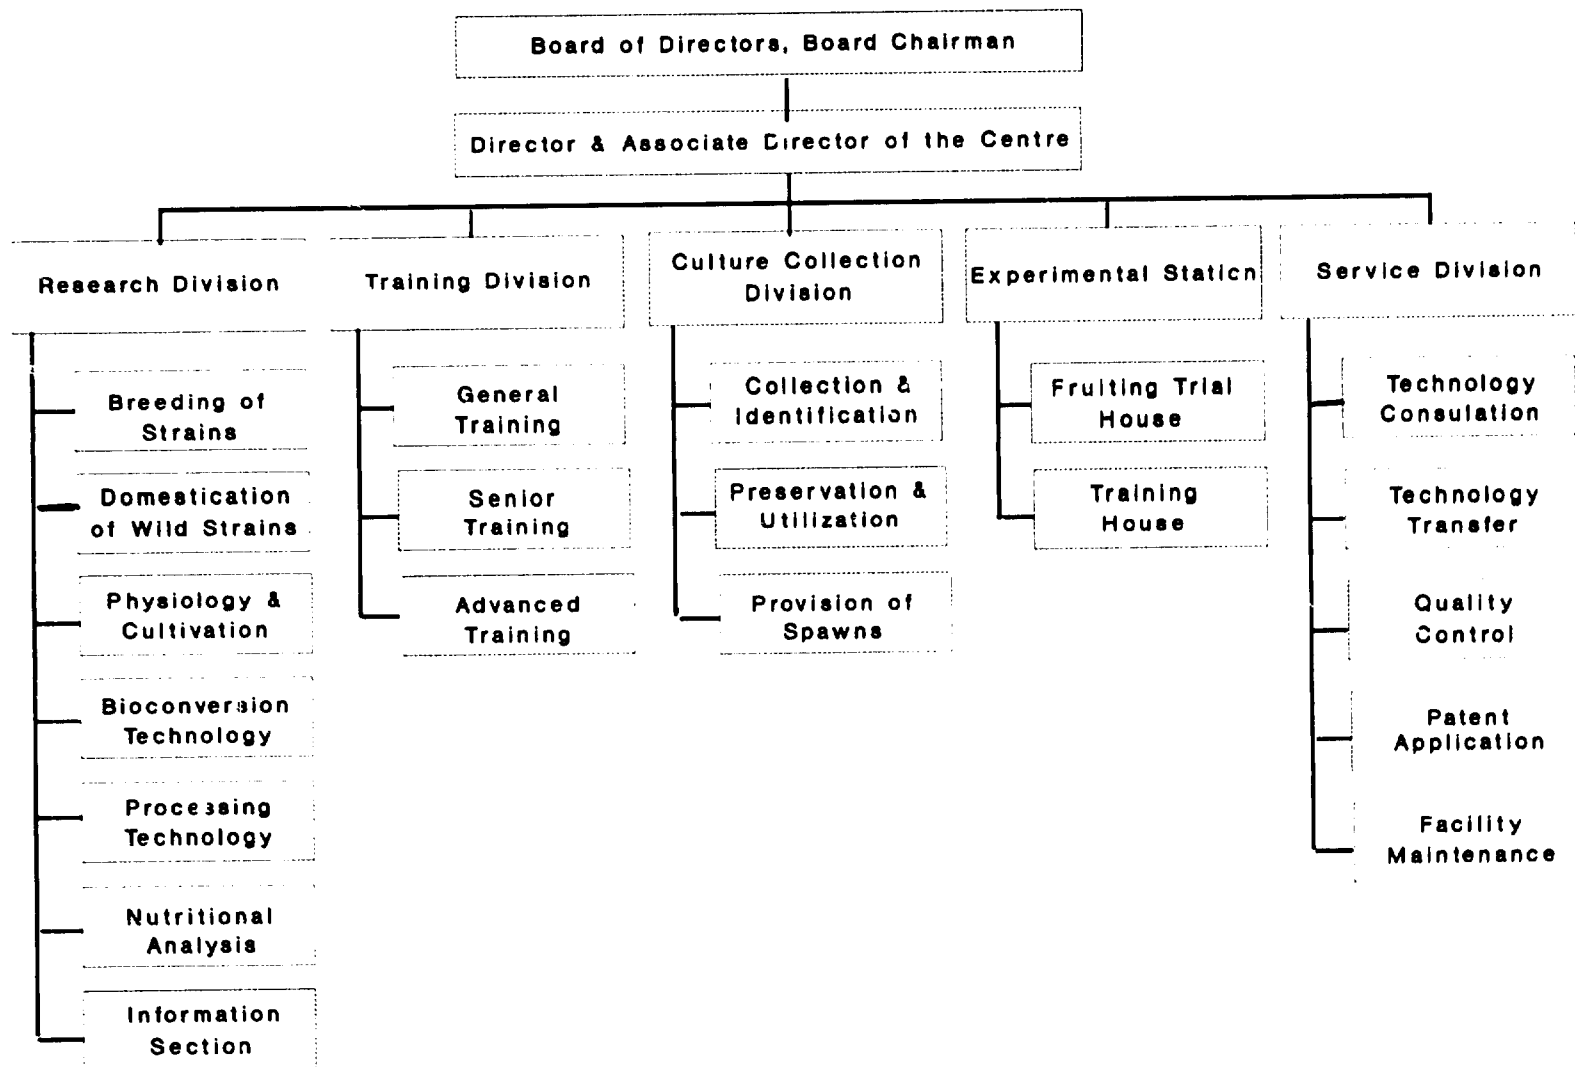 Board of Directors, Board Chairman
Director & Associate Director of the Centre
Research Division
Training Division
Culture Collection
Division
Experimental Station
Service Division
Breeding of
Strains
Domestication
of Wild Strains
Physiology &
Cultivation
Bioconversion
Technology
Processing
Technology
Nutritional
Analysis
Information
Section
General
Training
Senior
Training
Advanced
Training
Collection &
Identification
Preservation &
Utilization
Provision of
Spawns
Fruiting Trial
House
Training
House
Technology
Consulation
Technology
Transfer
Quality
Control
Patent
Application
Facility
Maintenance